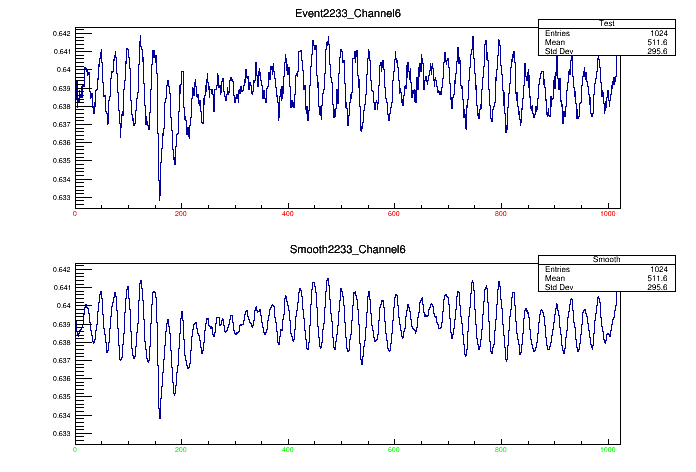 Event2233_Channel6
Test
Entries 1024
Mean 511.6
Std Dev 295.6
0.642
0.641
0.64
0.639
0.638
0.637
0.636
0.635
0.634
0.633
0 200 400 600 800 1000
Smooth2233_Channel6
Smooth
Entries 1024
Mean 511.6
Std Dev 295.6
0.642
0.641
0.64
0.639
0.638
0.637
0.636
0.635
0.634
0.633
0 200 400 600 800 1000